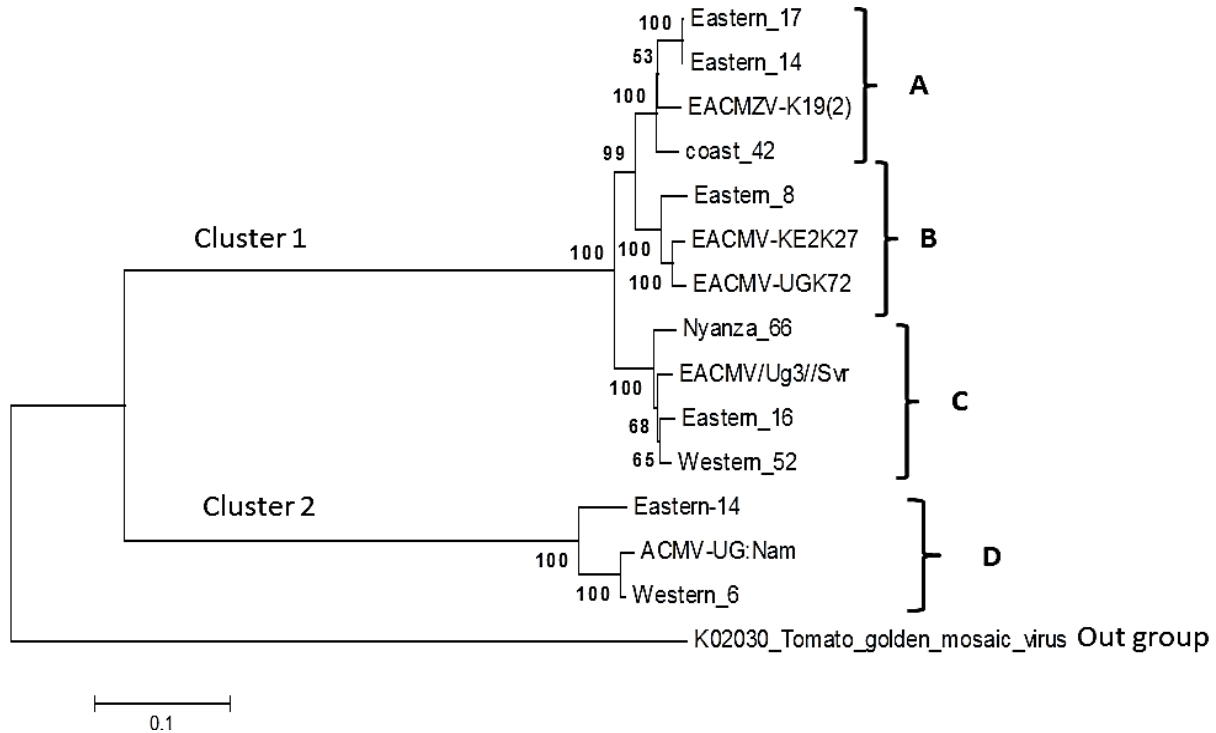 100
Eastern_17
53
Eastern_14
100
EACMZV-K19(2)
A
99
coast_42
Eastern_8
Cluster 1
100
100
EACMV-KE2K27
B
100
EACMV-UGK72
Nyanza_66
100
EACMV/Ug3//Svr
C
68
Eastern_16
65
Western_52
Cluster 2
Eastern-14
100
ACMV-UG:Nam
D
100
Western_6
K02030_Tomato_golden_mosaic_virus Out group
0.1